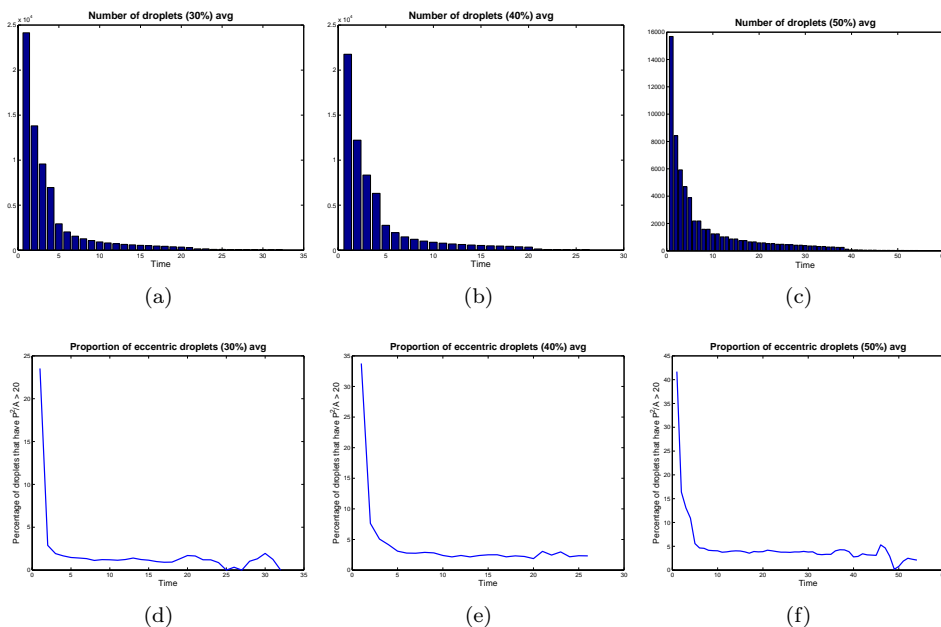 Number of droplets (30%) avg
x 10^4
2.5
2
1.5
1
0.5
0
0 5 10 15 20 25 30 35
Time
(a)
Number of droplets (40%) avg
x 10^4
2.5
2
1.5
1
0.5
0
0 5 10 15 20 25 30
Time
(b)
Number of droplets (50%) avg
16000
14000
12000
10000
8000
6000
4000
2000
0
0 10 20 30 40 50
Time
(c)
Proportion of eccentric droplets (30%) avg
Percentage of droplets that have P²/A > 20
25
20
15
10
5
0
0 5 10 15 20 25 30 35
Time
(d)
Proportion of eccentric droplets (40%) avg
Percentage of droplets that have P²/A > 20
35
30
25
20
15
10
5
0
0 5 10 15 20 25 30
Time
(e)
Proportion of eccentric droplets (50%) avg
Percentage of droplets that have P²/A > 20
45
40
35
30
25
20
15
10
5
0
0 10 20 30 40 50
Time
(f)